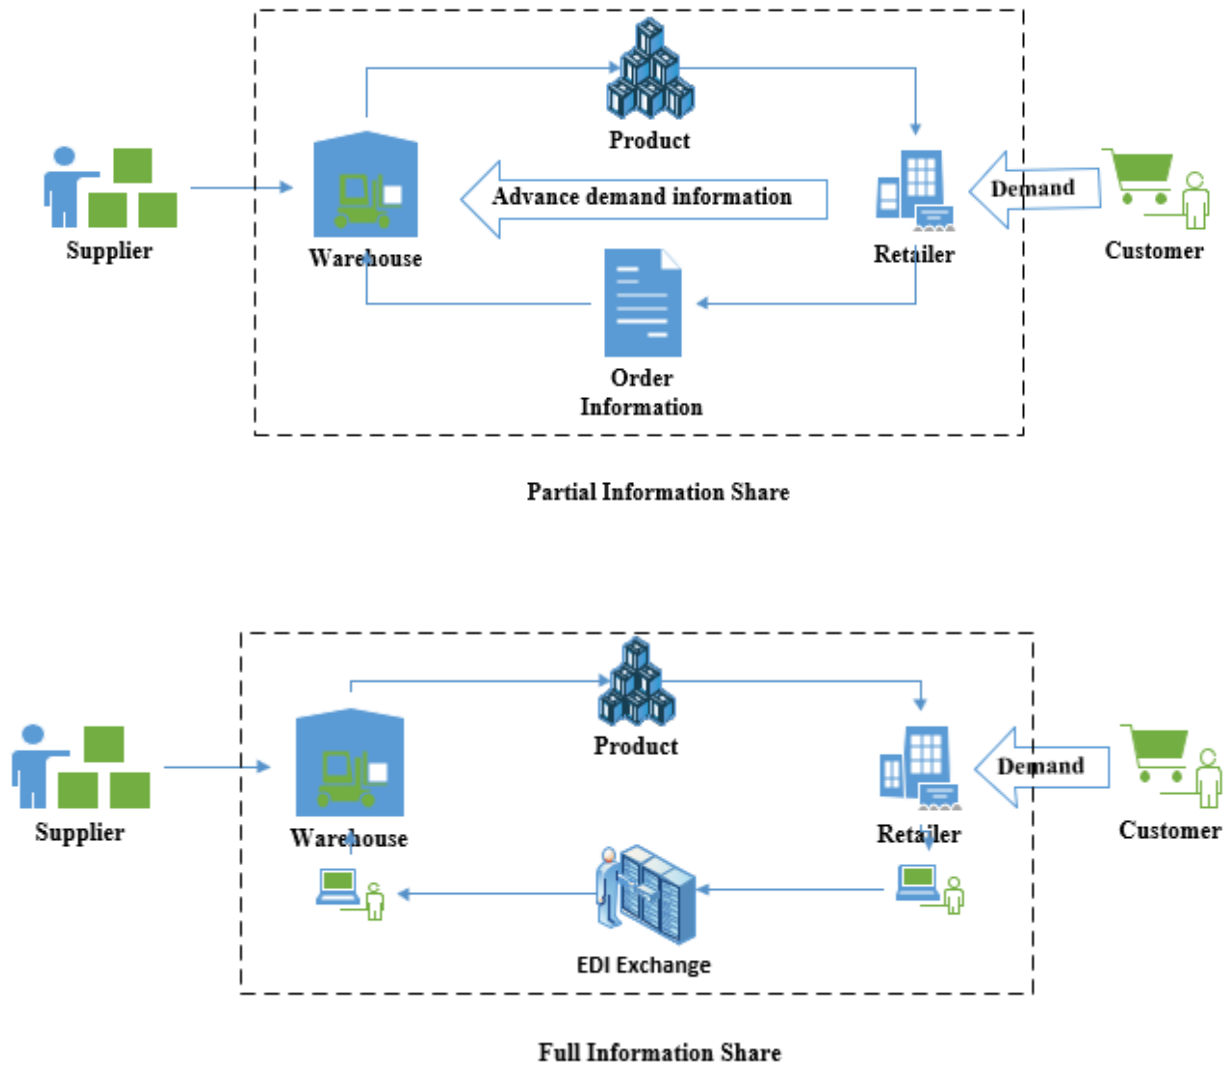 Product
Advance demand information
Demand
Supplier
Warehouse
Retailer
Customer
Order
Information
Partial Information Share
Product
Demand
Supplier
Warehouse
Retailer
Customer
EDI Exchange
Full Information Share